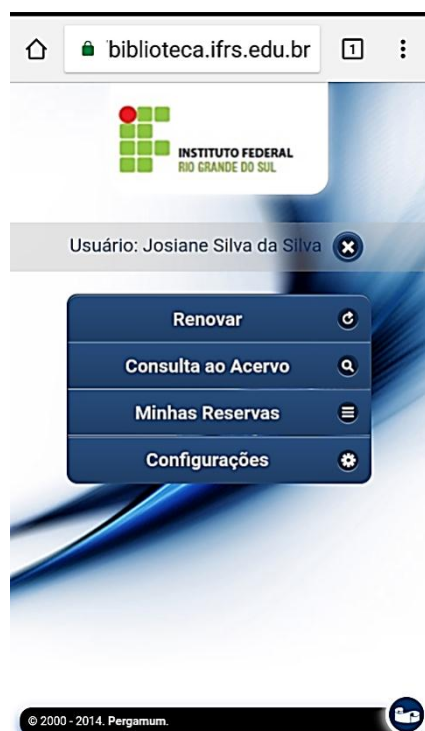 biblioteca.ifrs.edu.br
1
INSTITUTO FEDERAL
RIO GRANDE DO SUL
Usuário: Josiane Silva da Silva
Renovar
Consulta ao Acervo
Minhas Reservas
Configurações
© 2000 - 2014. Pergamum.